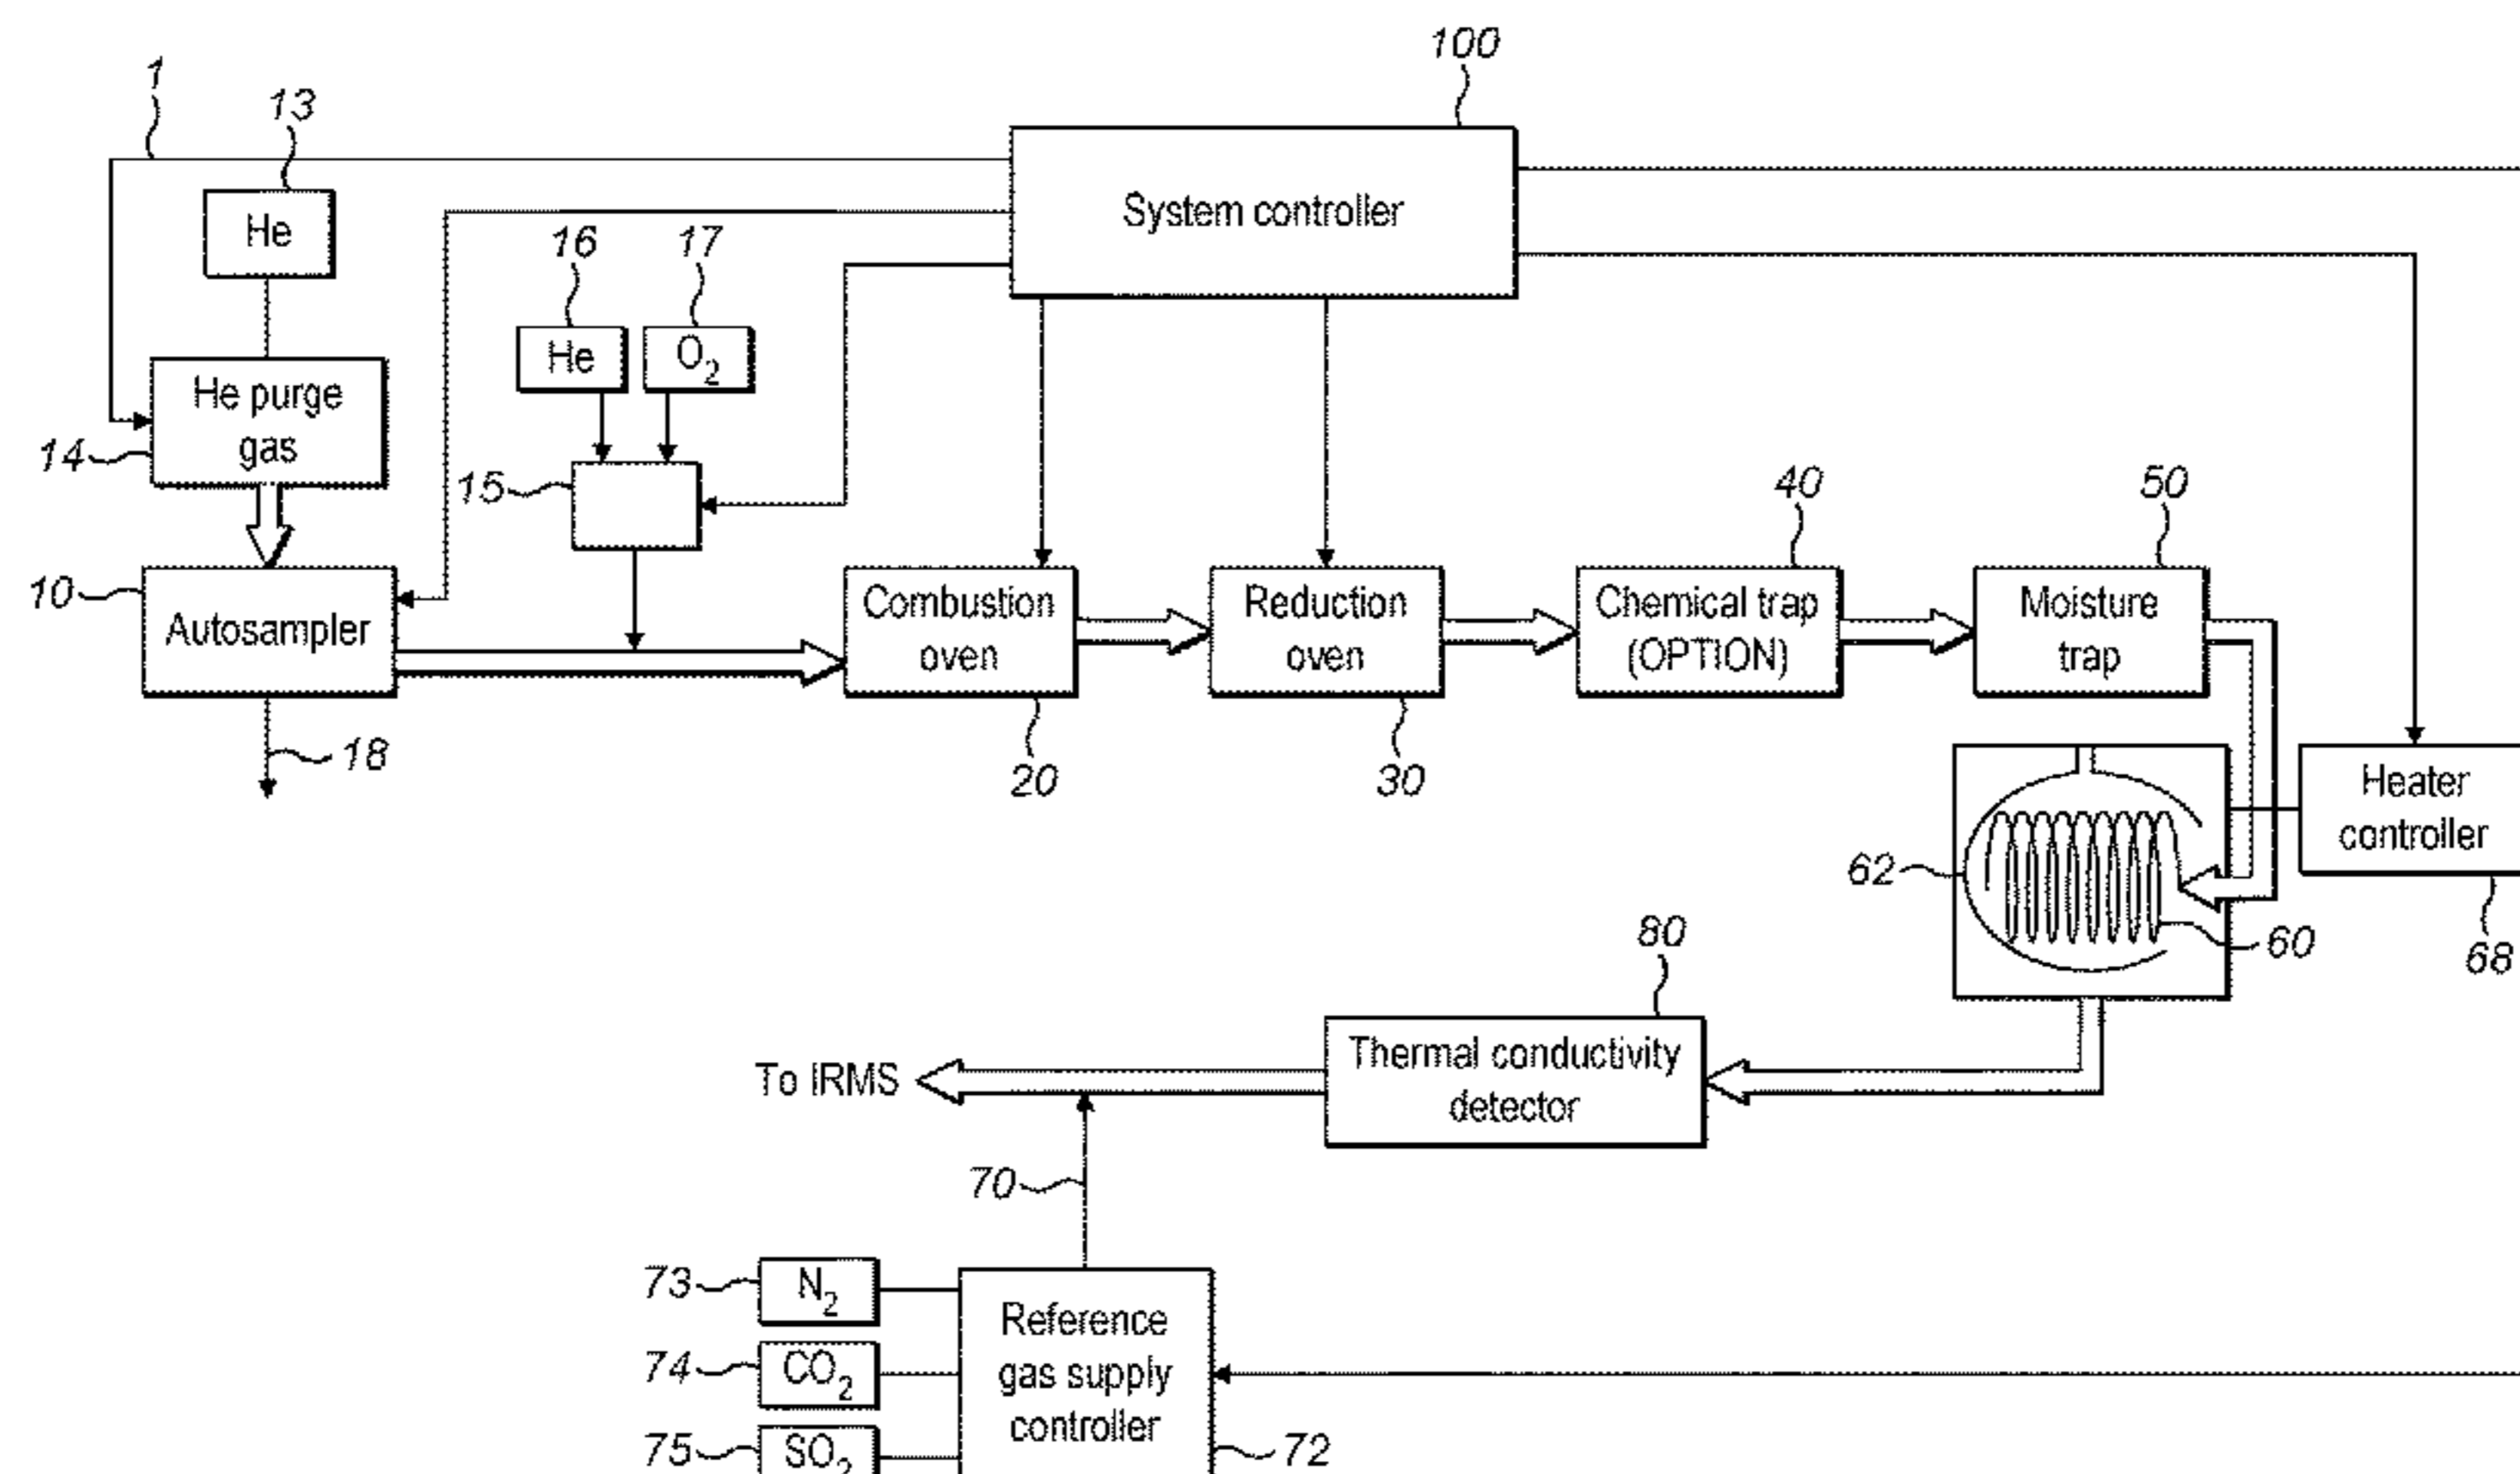 100
1
13
He
System controller
16
17
He
O2
He purge
gas
14
15
40
50
10
Autosampler
Combustion
oven
Reduction
oven
Chemical trap
(OPTION)
Moisture
trap
18
20
30
Heater
controller
62
60
68
80
To IRMS
Thermal conductivity
detector
70
73
N2
74
CO2
75
SO2
Reference
gas supply
controller
72